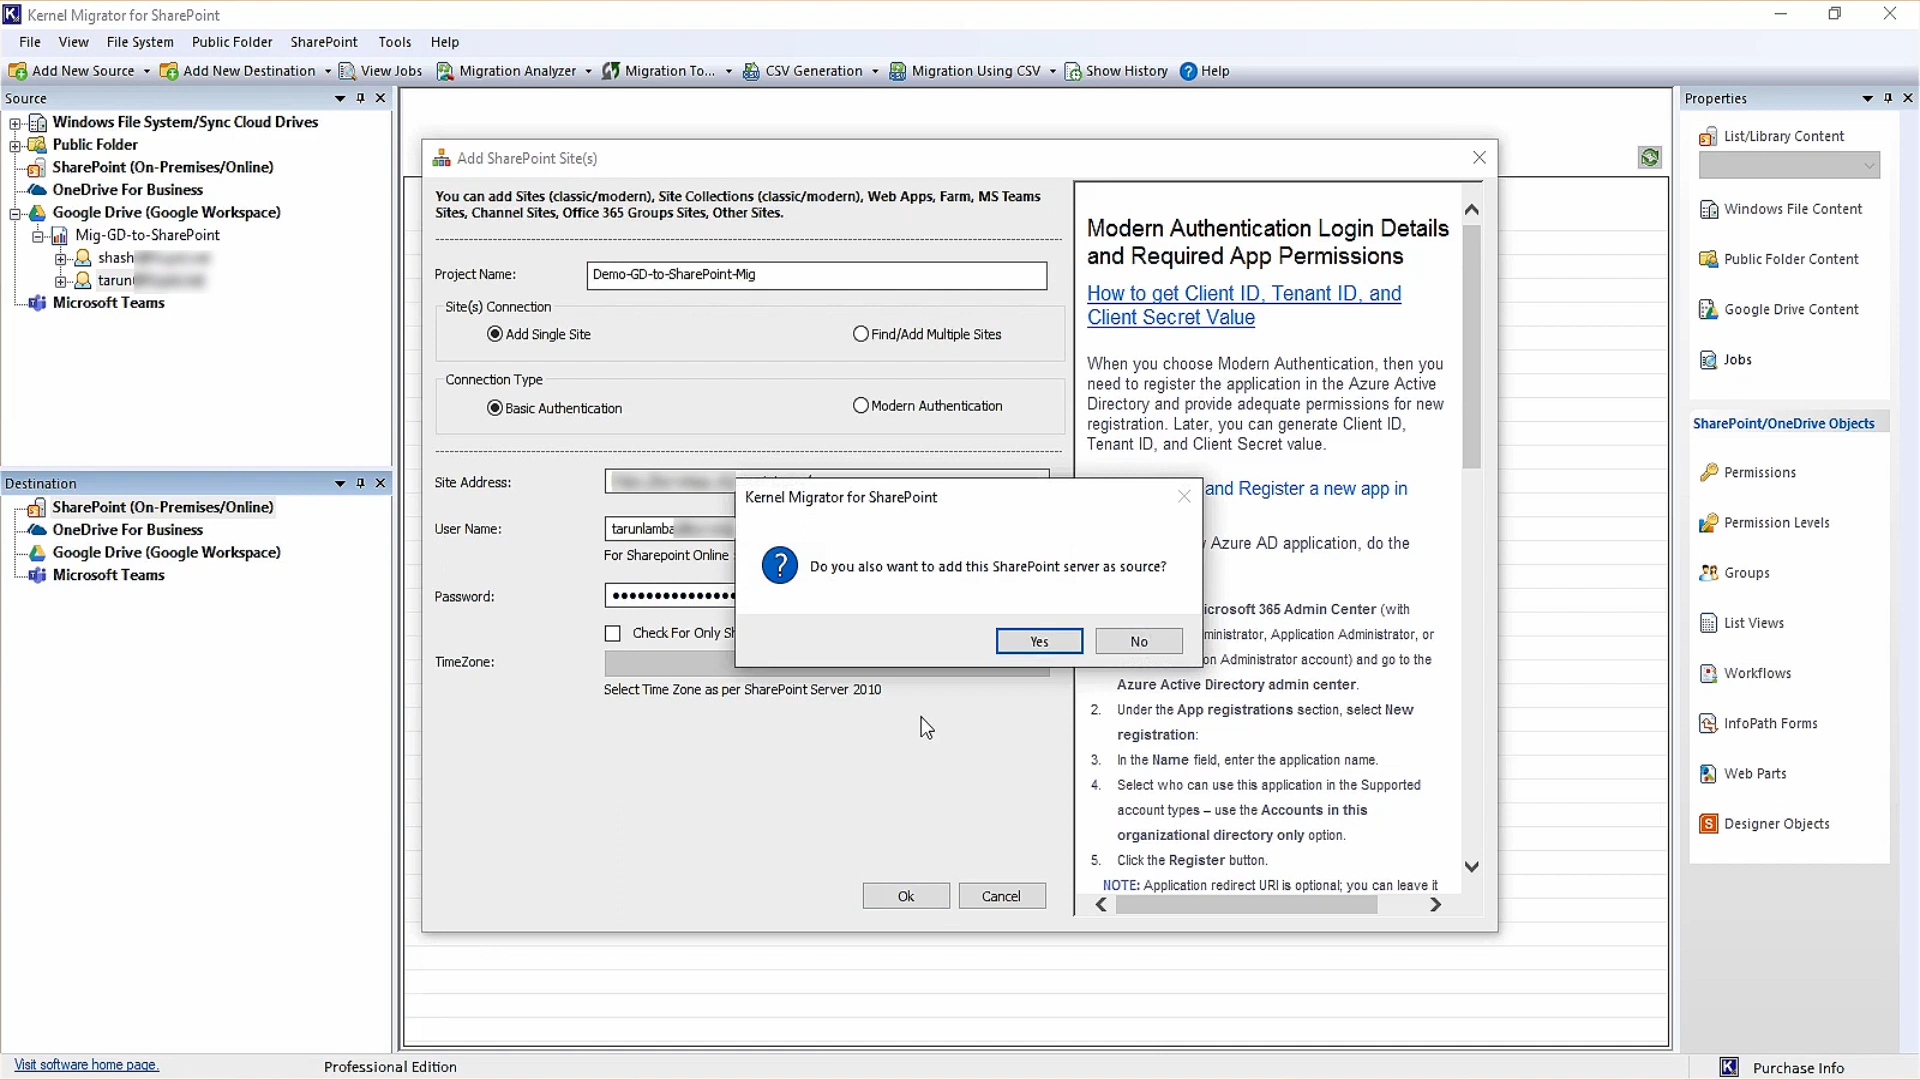 Kernel Migrator for SharePoint
File View File System Public Folder SharePoint Tools Help
Add New Source Add New Destination View Jobs Migration Analyzer Migration To... CSV Generation Migration Using CSV Show History Help
Source
Windows File System/Sync Cloud Drives
Public Folder
SharePoint (On-Premises/Online)
OneDrive For Business
Google Drive (Google Workspace)
Mig-GD-to-SharePoint
shash
tarun
Microsoft Teams
Destination
SharePoint (On-Premises/Online)
OneDrive For Business
Google Drive (Google Workspace)
Microsoft Teams
Add SharePoint Site(s)
You can add Sites (classic/modern), Site Collections (classic/modern), Web Apps, Farm, MS Teams
Sites, Channel Sites, Office 365 Groups Sites, Other Sites.
Project Name: Demo-GD-to-SharePoint-Mig
Site(s) Connection
Add Single Site Find/Add Multiple Sites
Connection Type
Basic Authentication Modern Authentication
Site Address:
User Name: tarunlamba
For Sharepoint Online
Password:
Check For Only Sh
TimeZone:
Select Time Zone as per SharePoint Server 2010
Ok Cancel
Kernel Migrator for SharePoint
Do you also want to add this SharePoint server as source?
Yes No
Modern Authentication Login Details
and Required App Permissions
How to get Client ID, Tenant ID, and
Client Secret Value
When you choose Modern Authentication, then you
need to register the application in the Azure Active
Directory and provide adequate permissions for new
registration. Later, you can generate Client ID,
Tenant ID, and Client Secret value.
and Register a new app in
Azure AD application, do the
icrosoft 365 Admin Center (with
ministrator, Application Administrator, or
on Administrator account) and go to the
Azure Active Directory admin center.
2. Under the App registrations section, select New
registration:
3. In the Name field, enter the application name.
4. Select who can use this application in the Supported
account types – use the Accounts in this
organizational directory only option.
5. Click the Register button.
NOTE: Application redirect URI is optional; you can leave it
Properties
List/Library Content
Windows File Content
Public Folder Content
Google Drive Content
Jobs
SharePoint/OneDrive Objects
Permissions
Permission Levels
Groups
List Views
Workflows
InfoPath Forms
Web Parts
Designer Objects
Visit software home page.
Professional Edition
Purchase Info